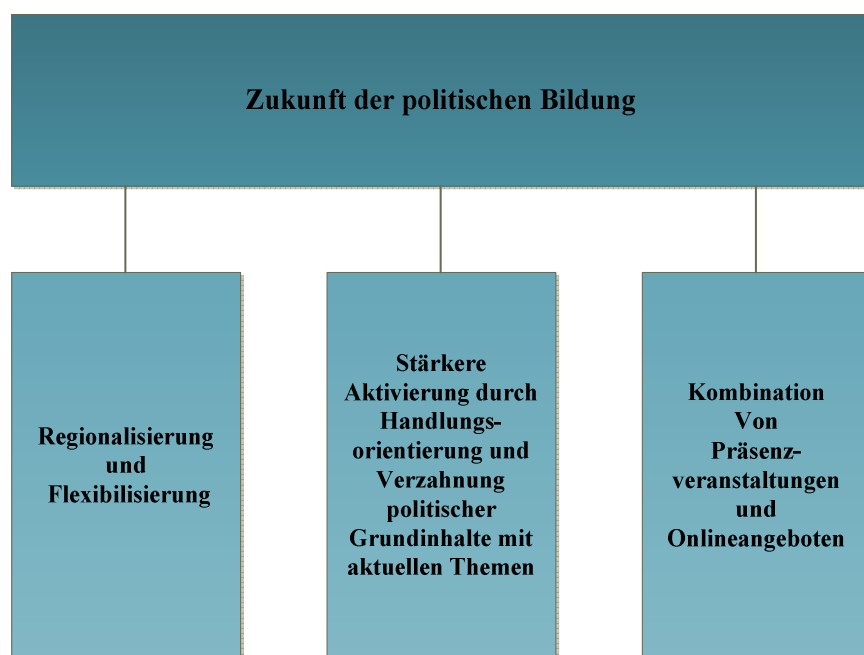 Zukunft der politischen Bildung
Regionalisierung
und
Flexibilisierung
Stärkere
Aktivierung durch
Handlungs-
orientierung und
Verzahnung
politischer
Grundinhalte mit
aktuellen Themen
Kombination
Von
Präsenz-
veranstaltungen
und
Onlineangeboten